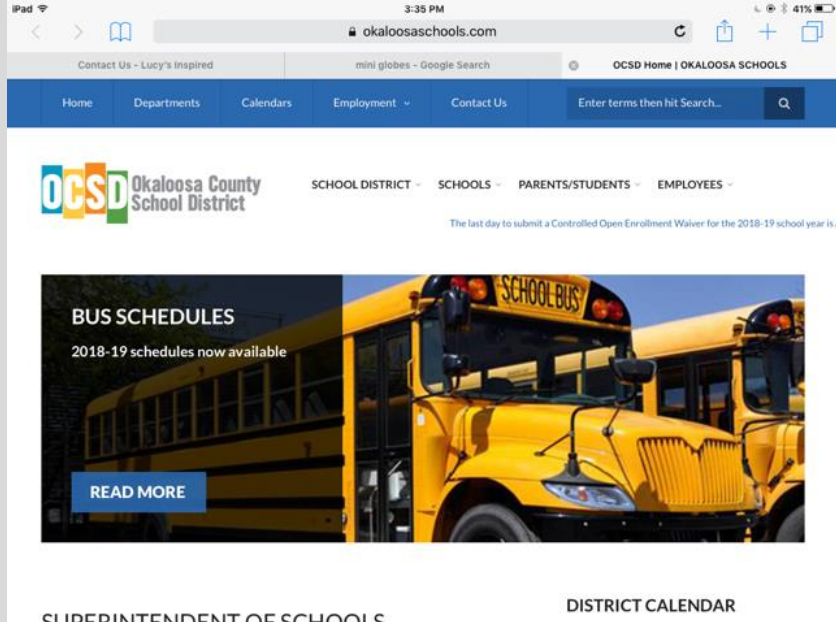 iPad 3:35 PM 41%
okaloosaschools.com
Contact Us - Lucy's Inspired mini globes - Google Search OCSD Home | OKALOOSA SCHOOLS
Home Departments Calendars Employment Contact Us Enter terms then hit Search...
OCSD Okaloosa County
School District
SCHOOL DISTRICT SCHOOLS PARENTS/STUDENTS EMPLOYEES
The last day to submit a Controlled Open Enrollment Waiver for the 2018-19 school year is
BUS SCHEDULES
2018-19 schedules now available
READ MORE
SCHOOL BUS
SUPERINTENDENT OF SCHOOLS
DISTRICT CALENDAR